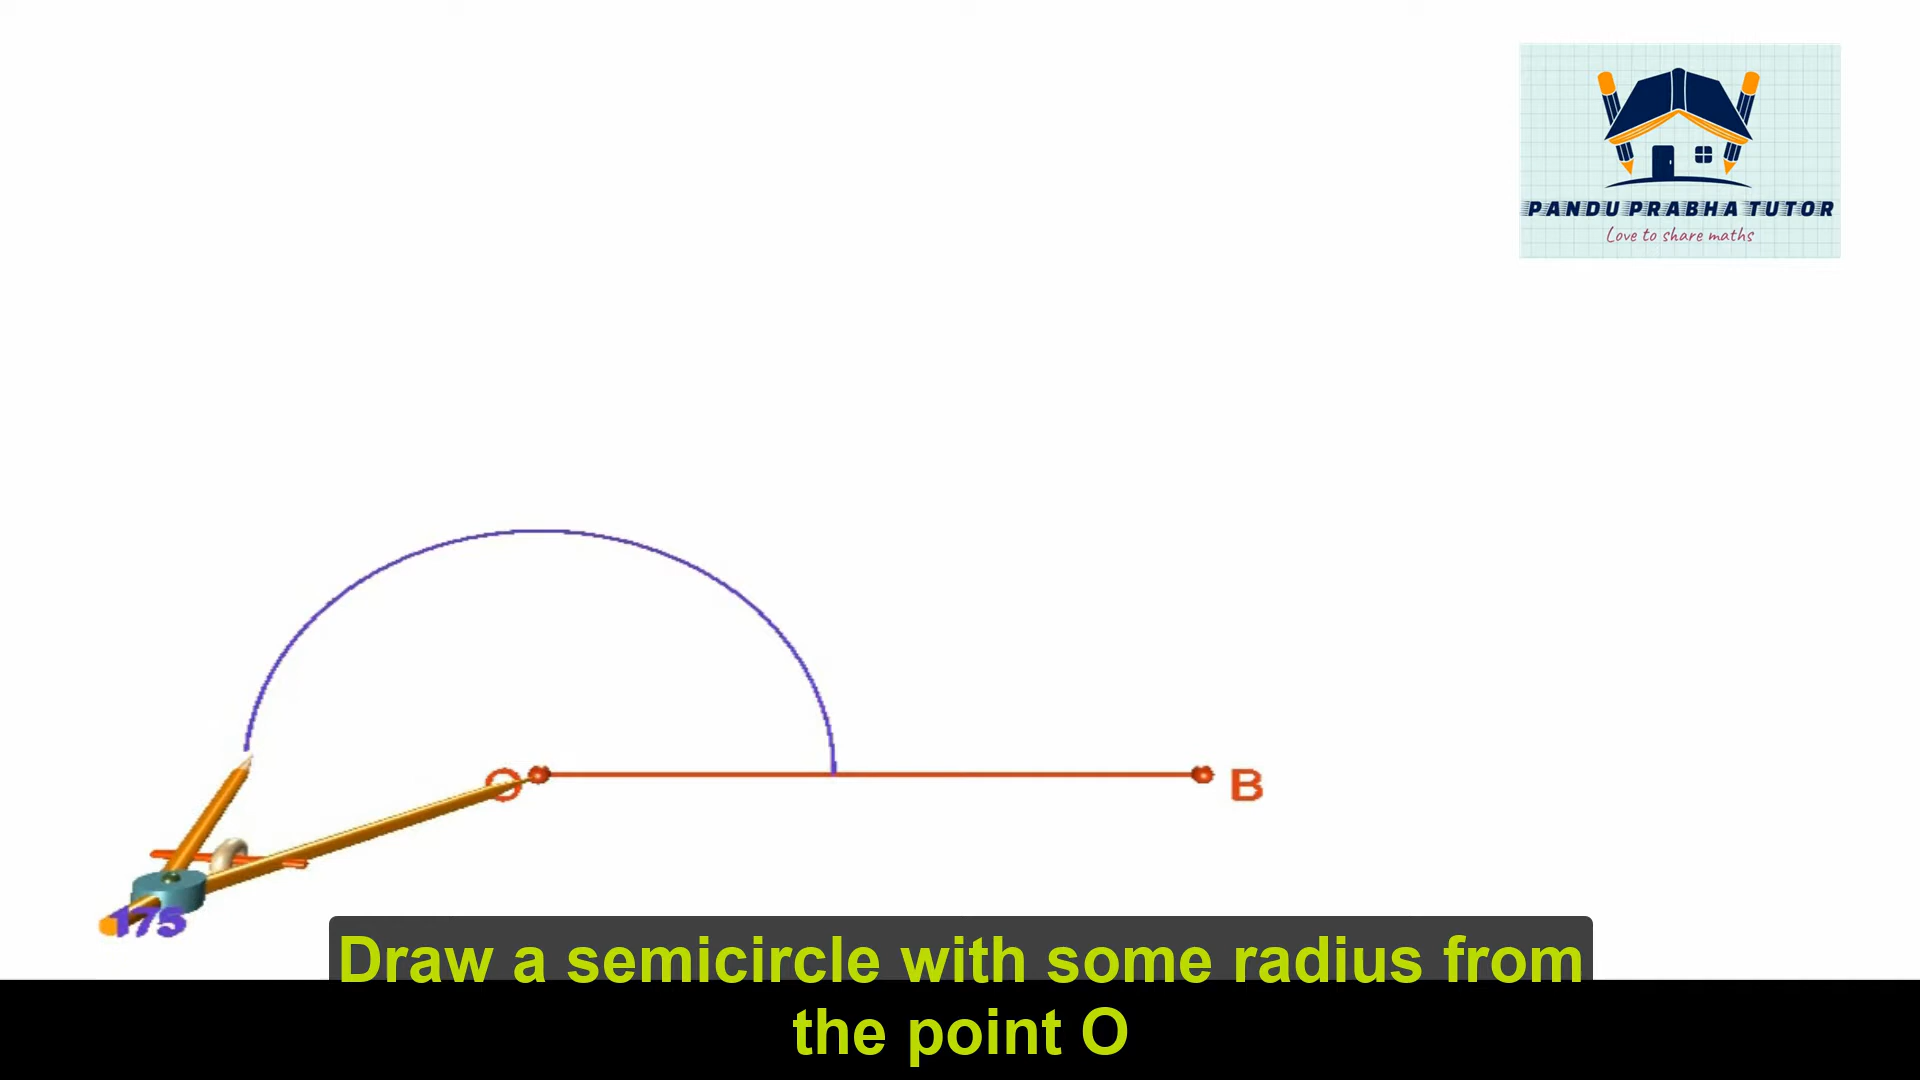 PANDU PRABHA TUTOR
Love to share maths
O
B
175
Draw a semicircle with some radius from
the point O